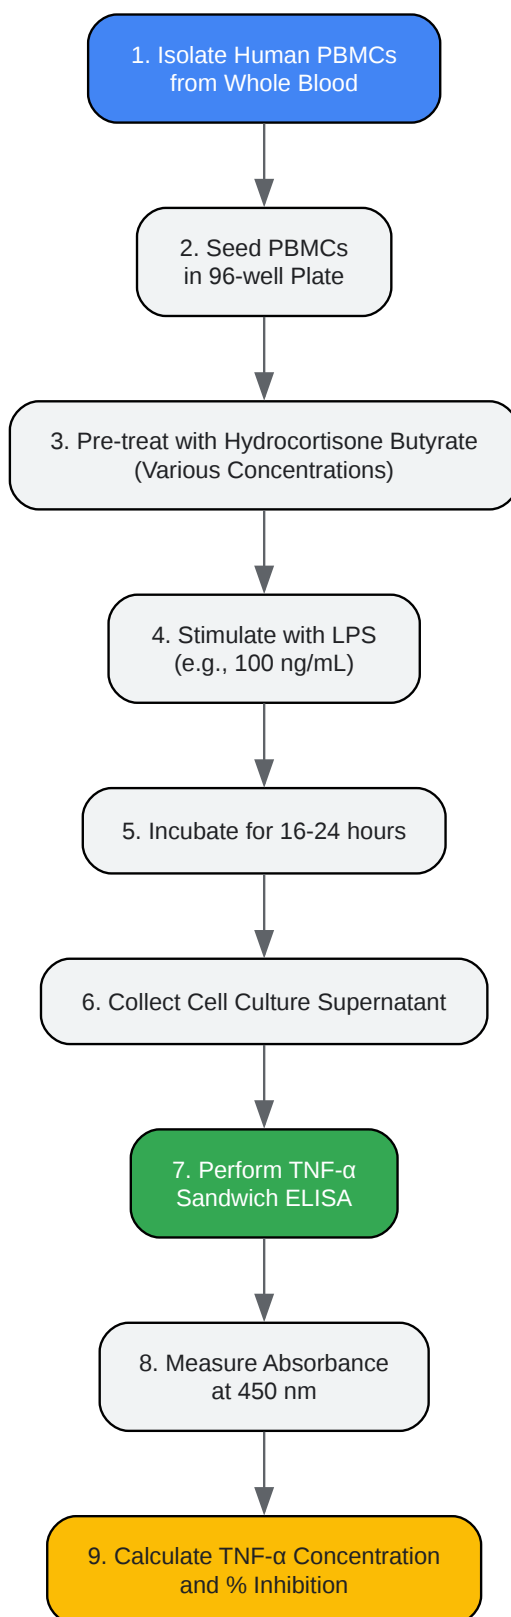 1. Isolate Human PBMCs
from Whole Blood
2. Seed PBMCs
in 96-well Plate
3. Pre-treat with Hydrocortisone Butyrate
(Various Concentrations)
4. Stimulate with LPS
(e.g., 100 ng/mL)
5. Incubate for 16-24 hours
6. Collect Cell Culture Supernatant
7. Perform TNF-α
Sandwich ELISA
8. Measure Absorbance
at 450 nm
9. Calculate TNF-α Concentration
and % Inhibition